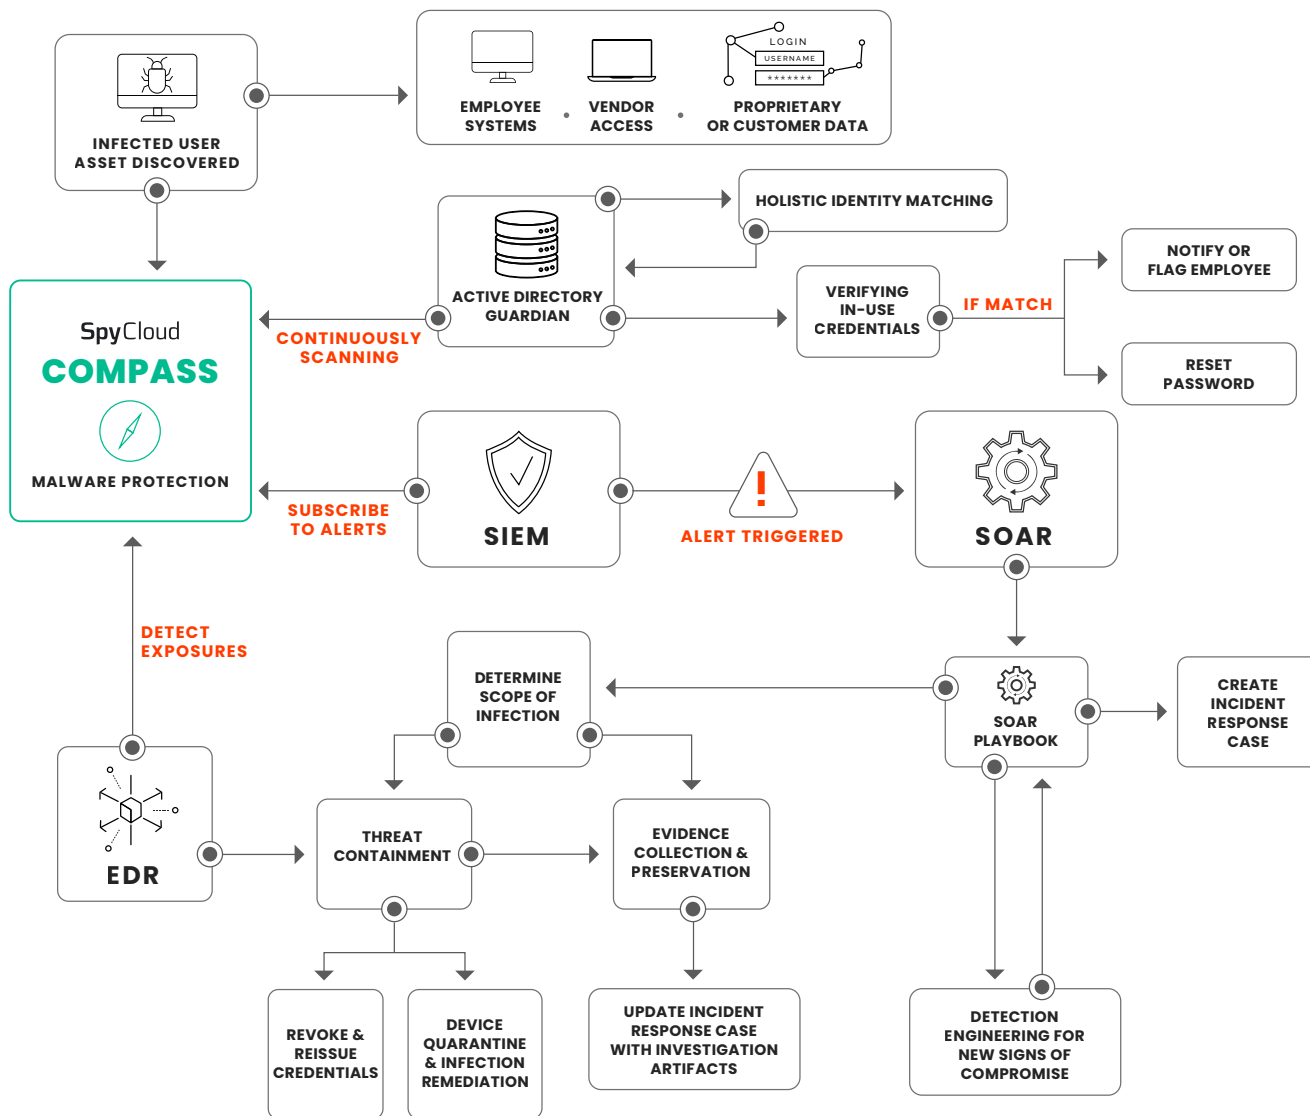 INFECTED USER
ASSET DISCOVERED
EMPLOYEE
SYSTEMS
•
VENDOR
ACCESS
•
LOGIN
USERNAME
*******
PROPRIETARY
OR CUSTOMER DATA
ACTIVE DIRECTORY
GUARDIAN
HOLISTIC IDENTITY MATCHING
VERIFYING
IN-USE
CREDENTIALS
IF MATCH
NOTIFY OR
FLAG EMPLOYEE
RESET
PASSWORD
CONTINUOUSLY
SCANNING
SpyCloud
COMPASS
MALWARE PROTECTION
SUBSCRIBE
TO ALERTS
SIEM
!
ALERT TRIGGERED
SOAR
DETECT
EXPOSURES
DETERMINE
SCOPE OF
INFECTION
SOAR
PLAYBOOK
CREATE
INCIDENT
RESPONSE
CASE
EDR
THREAT
CONTAINMENT
EVIDENCE
COLLECTION &
PRESERVATION
REVOKE &
REISSUE
CREDENTIALS
DEVICE
QUARANTINE
& INFECTION
REMEDIATION
UPDATE INCIDENT
RESPONSE CASE
WITH INVESTIGATION
ARTIFACTS
DETECTION
ENGINEERING FOR
NEW SIGNS OF
COMPROMISE